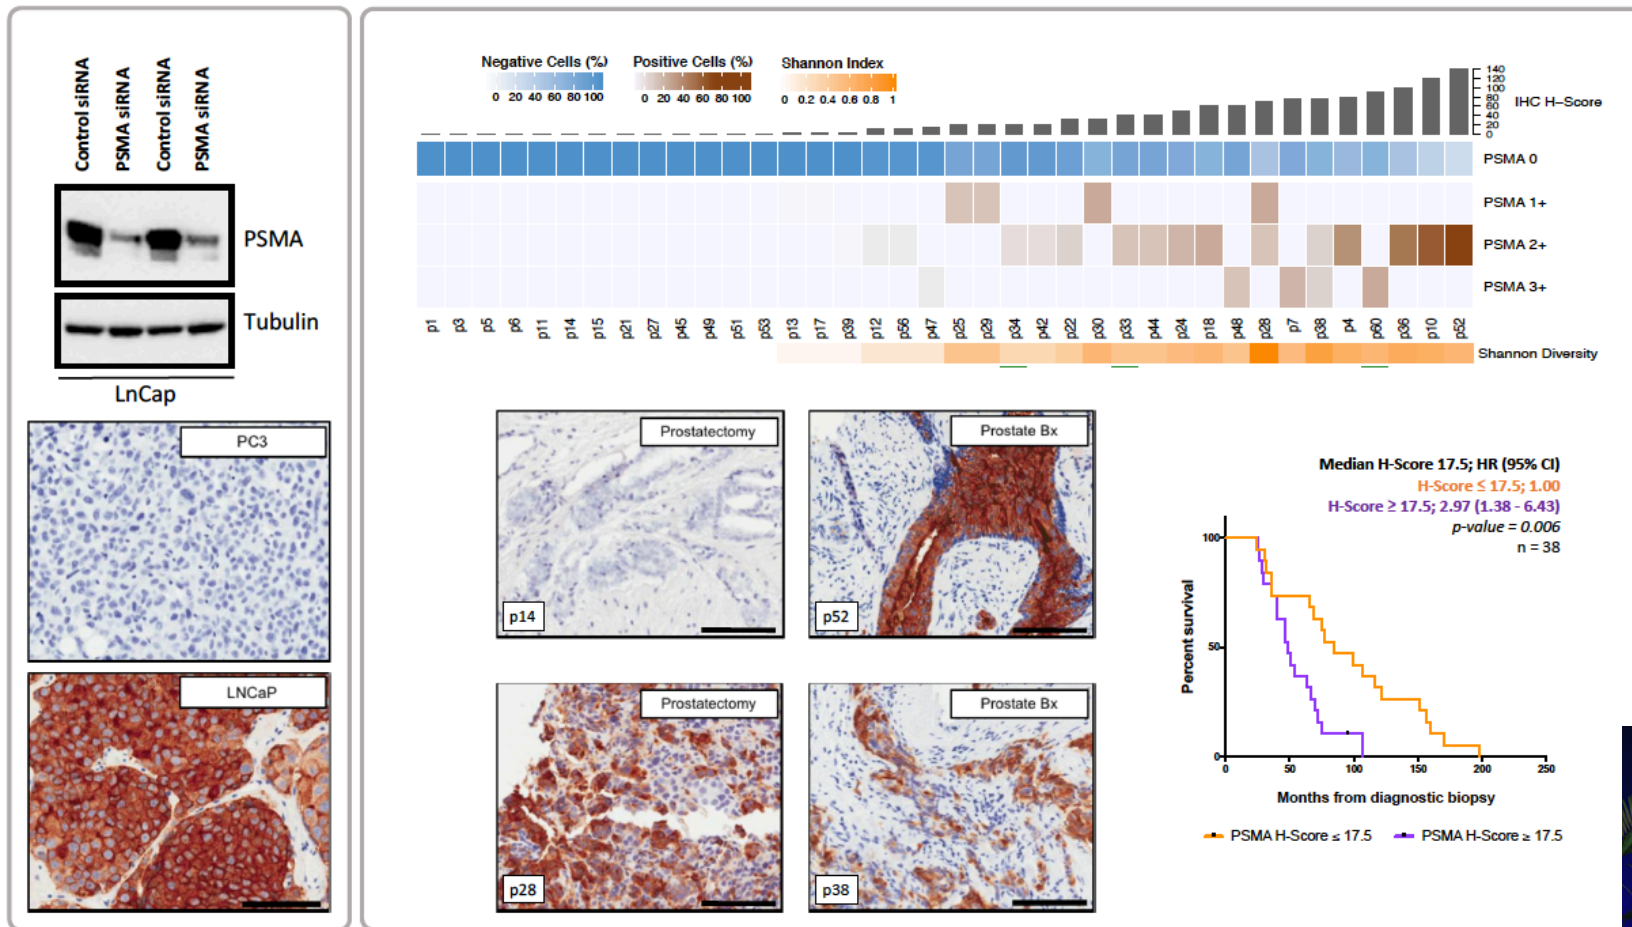 Control siRNA
PSMA siRNA
Control siRNA
PSMA siRNA
PSMA
Tubulin
LnCap
PC3
LNCaP
Negative Cells (%)
0 20 40 60 80 100
Positive Cells (%)
0 20 40 60 80 100
Shannon Index
0 0.2 0.4 0.6 0.8 1
140
120
100
80
60
40
20
0
IHC H-Score
PSMA 0
PSMA 1+
PSMA 2+
PSMA 3+
p1 p3 p5 p6 p11 p14 p15 p21 p27 p45 p49 p51 p53 p13 p17 p39 p12 p56 p47 p25 p29 p34 p42 p22 p30 p33 p44 p24 p18 p48 p28 p7 p38 p4 p60 p36 p10 p52
Shannon Diversity
Prostatectomy
p14
Prostate Bx
p52
Prostatectomy
p28
Prostate Bx
p38
Median H-Score 17.5; HR (95% CI)
H-Score ≤ 17.5; 1.00
H-Score ≥ 17.5; 2.97 (1.38 - 6.43)
p-value = 0.006
n = 38
Percent survival
100
50
0
0 50 100 150 200 250
Months from diagnostic biopsy
PSMA H-Score ≤ 17.5 PSMA H-Score ≥ 17.5